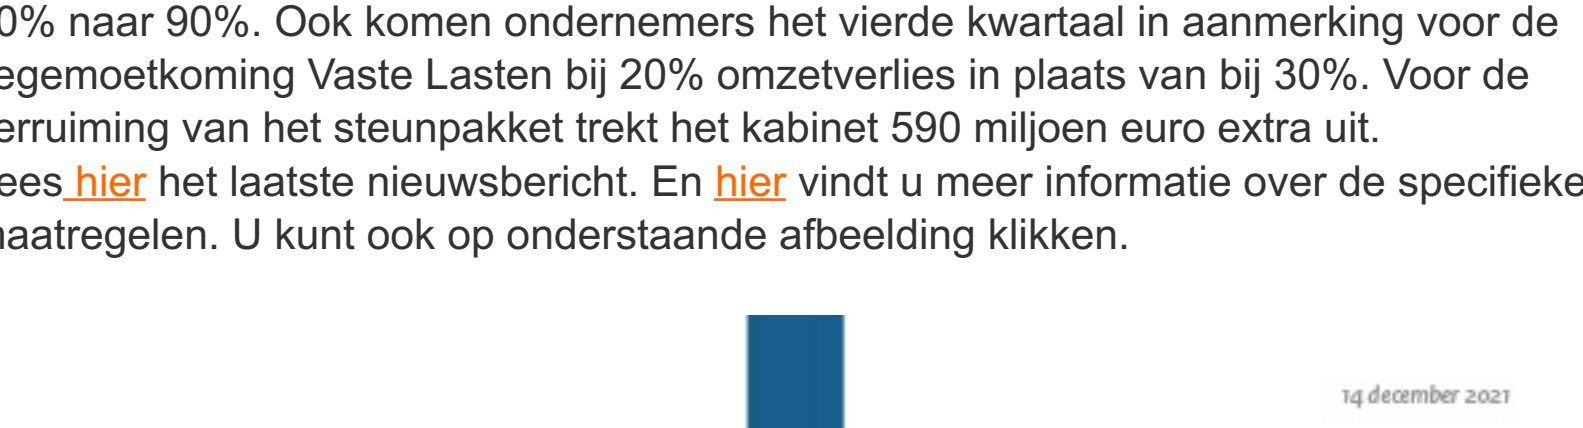 0% naar 90%. Ook komen ondernemers het vierde kwartaal in aanmerking voor de
egemoetkoming Vaste Lasten bij 20% omzetverlies in plaats van bij 30%. Voor de
erruiming van het steunpakket trekt het kabinet 590 miljoen euro extra uit.
ees hier het laatste nieuwsbericht. En hier vindt u meer informatie over de specifieke
naatregelen. U kunt ook op onderstaande afbeelding klikken.
14 december 2021